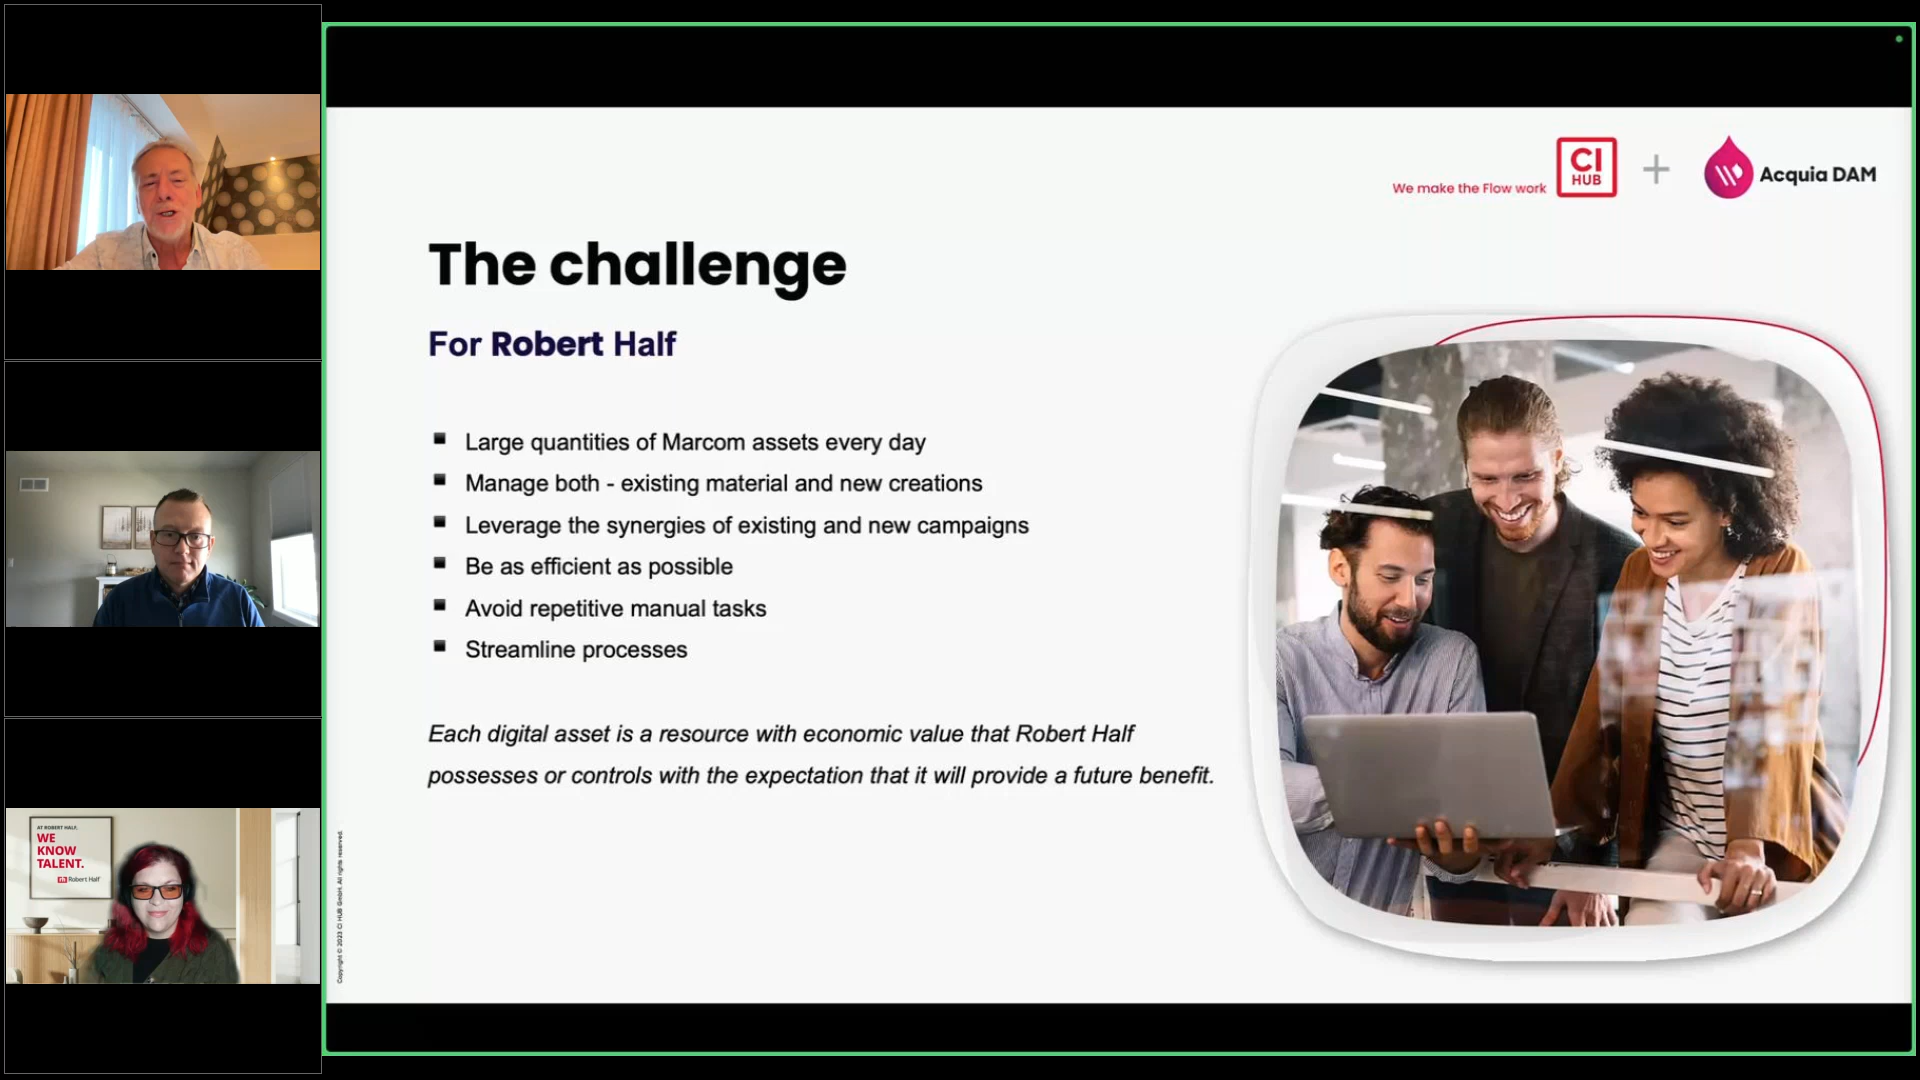 We make the Flow work
CI
HUB
+
Acquia DAM
The challenge
For Robert Half
Large quantities of Marcom assets every day
Manage both - existing material and new creations
Leverage the synergies of existing and new campaigns
Be as efficient as possible
Avoid repetitive manual tasks
Streamline processes
Each digital asset is a resource with economic value that Robert Half
possesses or controls with the expectation that it will provide a future benefit.
Copyright © 2023 CI HUB GmbH. All rights reserved.
AT ROBERT HALF,
WE
KNOW
TALENT.
rh Robert Half